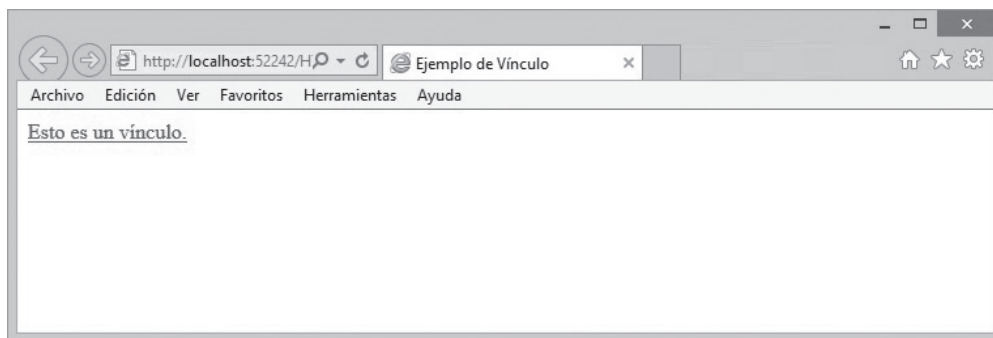 http://localhost:52242/H
Ejemplo de Vínculo
Archivo Edición Ver Favoritos Herramientas Ayuda
Esto es un vínculo.